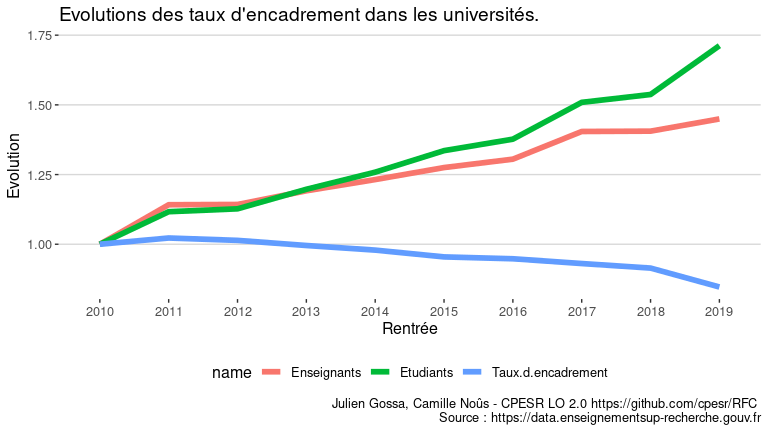 Evolutions des taux d'encadrement dans les universités.
1.75
1.50
1.25
1.00
Evolution
2010 2011 2012 2013 2014 2015 2016 2017 2018 2019
Rentrée
name Enseignants Etudiants Taux.d.encadrement
Julien Gossa, Camille Noûs - CPESR LO 2.0 https://github.com/cpesr/RFC
Source : https://data.enseignementsup-recherche.gouv.fr